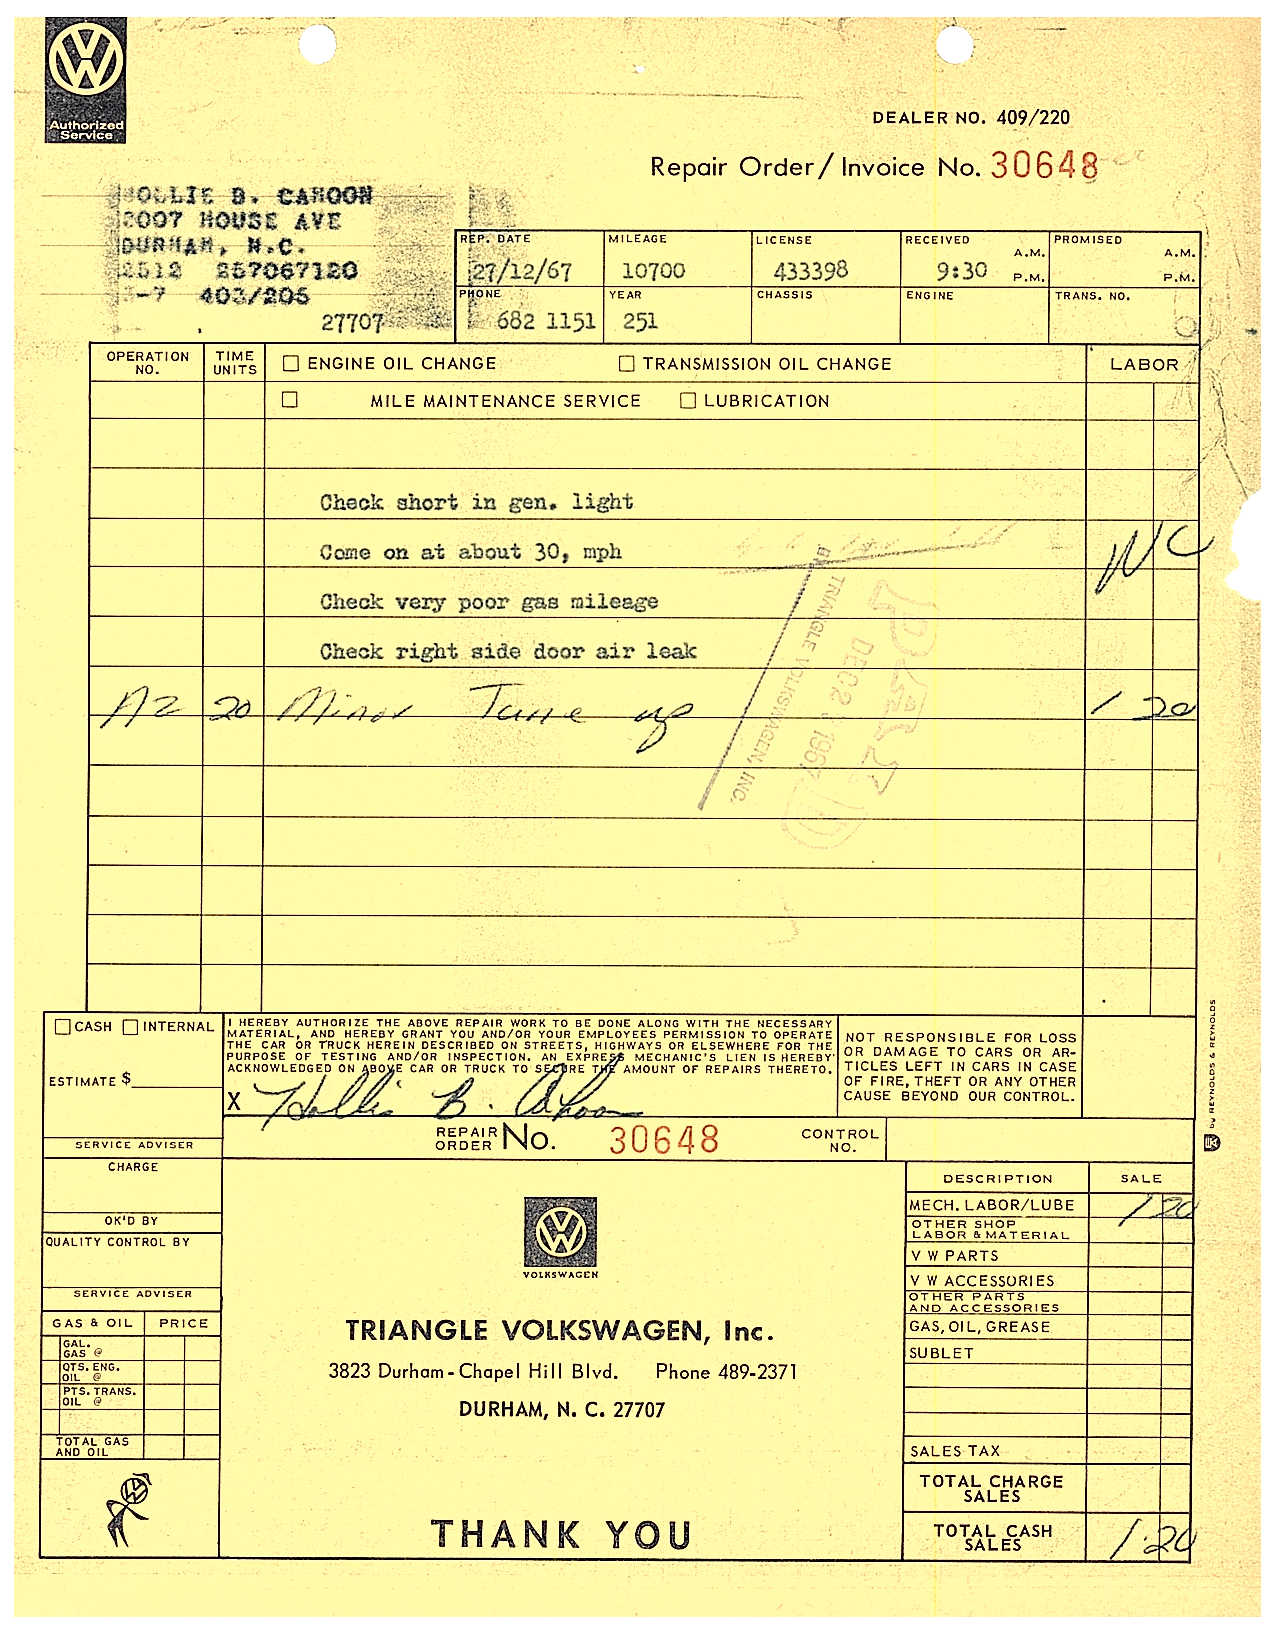 Authorized
Service
DEALER NO. 409/220
Repair Order/Invoice No. 30648
HOLLIE B. CAHOON
2007 HOUSE AVE
DURHAM, N.C.
2512 257067120
403/205
27707
REP. DATE MILEAGE LICENSE RECEIVED A.M. PROMISED A.M.
27/12/67 10700 433398 9:30 P.M. P.M.
PHONE YEAR CHASSIS ENGINE TRANS. NO.
682 1151 251
OPERATION NO. TIME UNITS ENGINE OIL CHANGE TRANSMISSION OIL CHANGE LABOR
MILE MAINTENANCE SERVICE LUBRICATION
Check short in gen. light
Come on at about 30, mph NC
Check very poor gas mileage
Check right side door air leak
A2 20 Minor Tune up 1 20
PAID
DEC 21 1967
BY TRIANGLE VOLKSWAGEN, INC.
CASH INTERNAL
ESTIMATE $
SERVICE ADVISER
I HEREBY AUTHORIZE THE ABOVE REPAIR WORK TO BE DONE ALONG WITH THE NECESSARY
MATERIAL, AND HEREBY GRANT YOU AND/OR YOUR EMPLOYEES PERMISSION TO OPERATE
THE CAR OR TRUCK HEREIN DESCRIBED ON STREETS, HIGHWAYS OR ELSEWHERE FOR THE
PURPOSE OF TESTING AND/OR INSPECTION. AN EXPRESS MECHANIC'S LIEN IS HEREBY
ACKNOWLEDGED ON ABOVE CAR OR TRUCK TO SECURE THE AMOUNT OF REPAIRS THERETO.
X Hollis B. Cahoon
NOT RESPONSIBLE FOR LOSS
OR DAMAGE TO CARS OR AR-
TICLES LEFT IN CARS IN CASE
OF FIRE, THEFT OR ANY OTHER
CAUSE BEYOND OUR CONTROL.
by REYNOLDS & REYNOLDS
REPAIR ORDER No. 30648 CONTROL NO.
CHARGE
OK'D BY
QUALITY CONTROL BY
SERVICE ADVISER
GAS & OIL PRICE
GAL. GAS @
QTS. ENG. OIL @
PTS. TRANS. OIL @
TOTAL GAS AND OIL
VOLKSWAGEN
TRIANGLE VOLKSWAGEN, Inc.
3823 Durham-Chapel Hill Blvd. Phone 489-2371
DURHAM, N. C. 27707
THANK YOU
DESCRIPTION SALE
MECH. LABOR/LUBE 1 20
OTHER SHOP LABOR & MATERIAL
V W PARTS
V W ACCESSORIES
OTHER PARTS AND ACCESSORIES
GAS, OIL, GREASE
SUBLET
SALES TAX
TOTAL CHARGE SALES
TOTAL CASH SALES 1.20